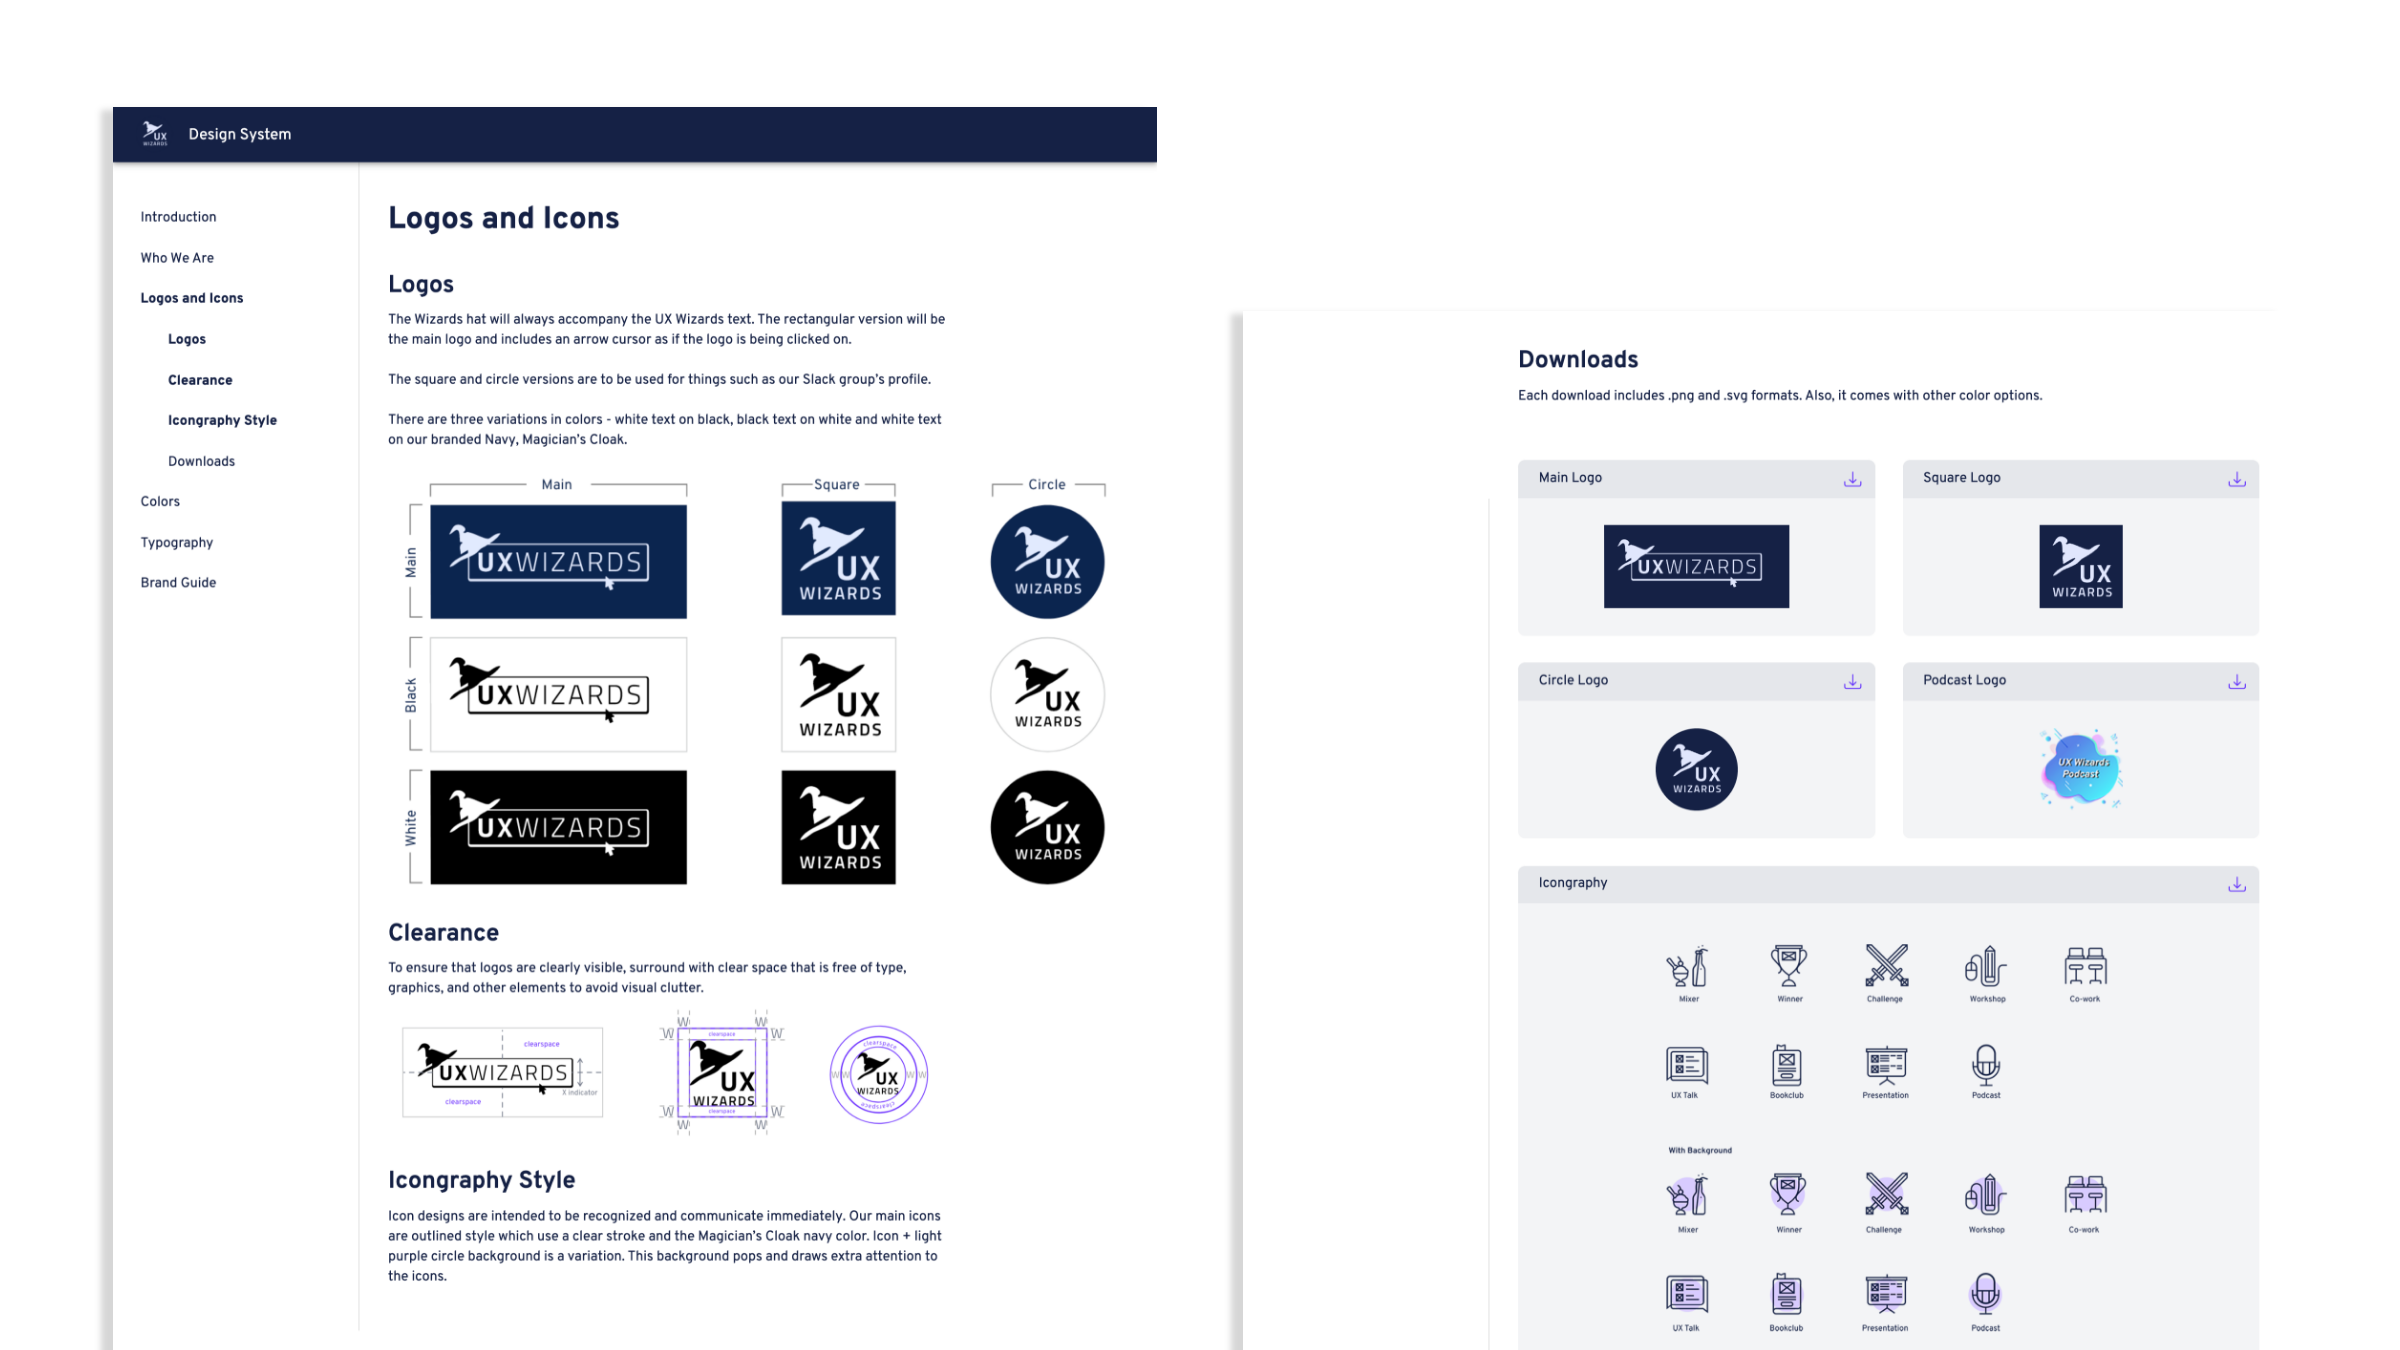 UX
WIZARDS
Design System
Introduction
Who We Are
Logos and Icons
Logos
Clearance
Icongraphy Style
Downloads
Colors
Typography
Brand Guide
Logos and Icons
Logos
The Wizards hat will always accompany the UX Wizards text. The rectangular version will be
the main logo and includes an arrow cursor as if the logo is being clicked on.
The square and circle versions are to be used for things such as our Slack group's profile.
There are three variations in colors - white text on black, black text on white and white text
on our branded Navy, Magician's Cloak.
Main
Square
Circle
Main
UXWIZARDS
UX
WIZARDS
UX
WIZARDS
Black
UXWIZARDS
UX
WIZARDS
UX
WIZARDS
White
UXWIZARDS
UX
WIZARDS
UX
WIZARDS
Clearance
To ensure that logos are clearly visible, surround with clear space that is free of type,
graphics, and other elements to avoid visual clutter.
clearspace
UXWIZARDS
X indicator
clearspace
W W
W clearspace W
UX
WIZARDS
W clearspace W
W W
clearspace
W W UX W W
WIZARDS
clearspace
Icongraphy Style
Icon designs are intended to be recognized and communicate immediately. Our main icons
are outlined style which use a clear stroke and the Magician's Cloak navy color. Icon + light
purple circle background is a variation. This background pops and draws extra attention to
the icons.
Downloads
Each download includes .png and .svg formats. Also, it comes with other color options.
Main Logo
UXWIZARDS
Square Logo
UX
WIZARDS
Circle Logo
UX
WIZARDS
Podcast Logo
UX Wizards
Podcast
Icongraphy
Mixer
Winner
Challenge
Workshop
Co-work
UX Talk
Bookclub
Presentation
Podcast
With Background
Mixer
Winner
Challenge
Workshop
Co-work
UX Talk
Bookclub
Presentation
Podcast